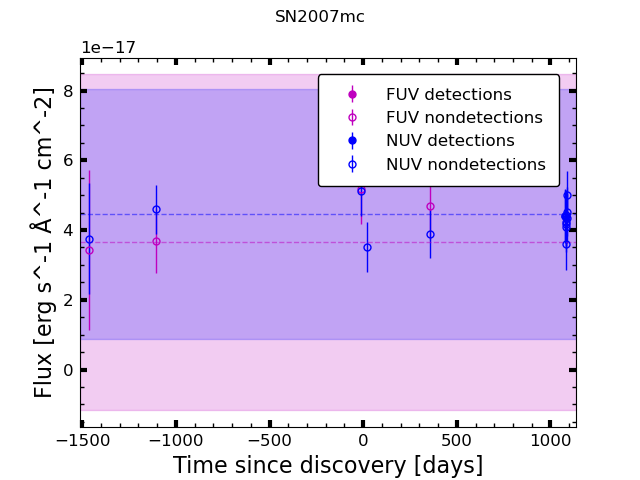 SN2007mc
1e−17
FUV detections
FUV nondetections
NUV detections
NUV nondetections
8
6
4
2
0
Flux [erg s^-1 Å^-1 cm^-2]
−1500 −1000 −500 0 500 1000
Time since discovery [days]